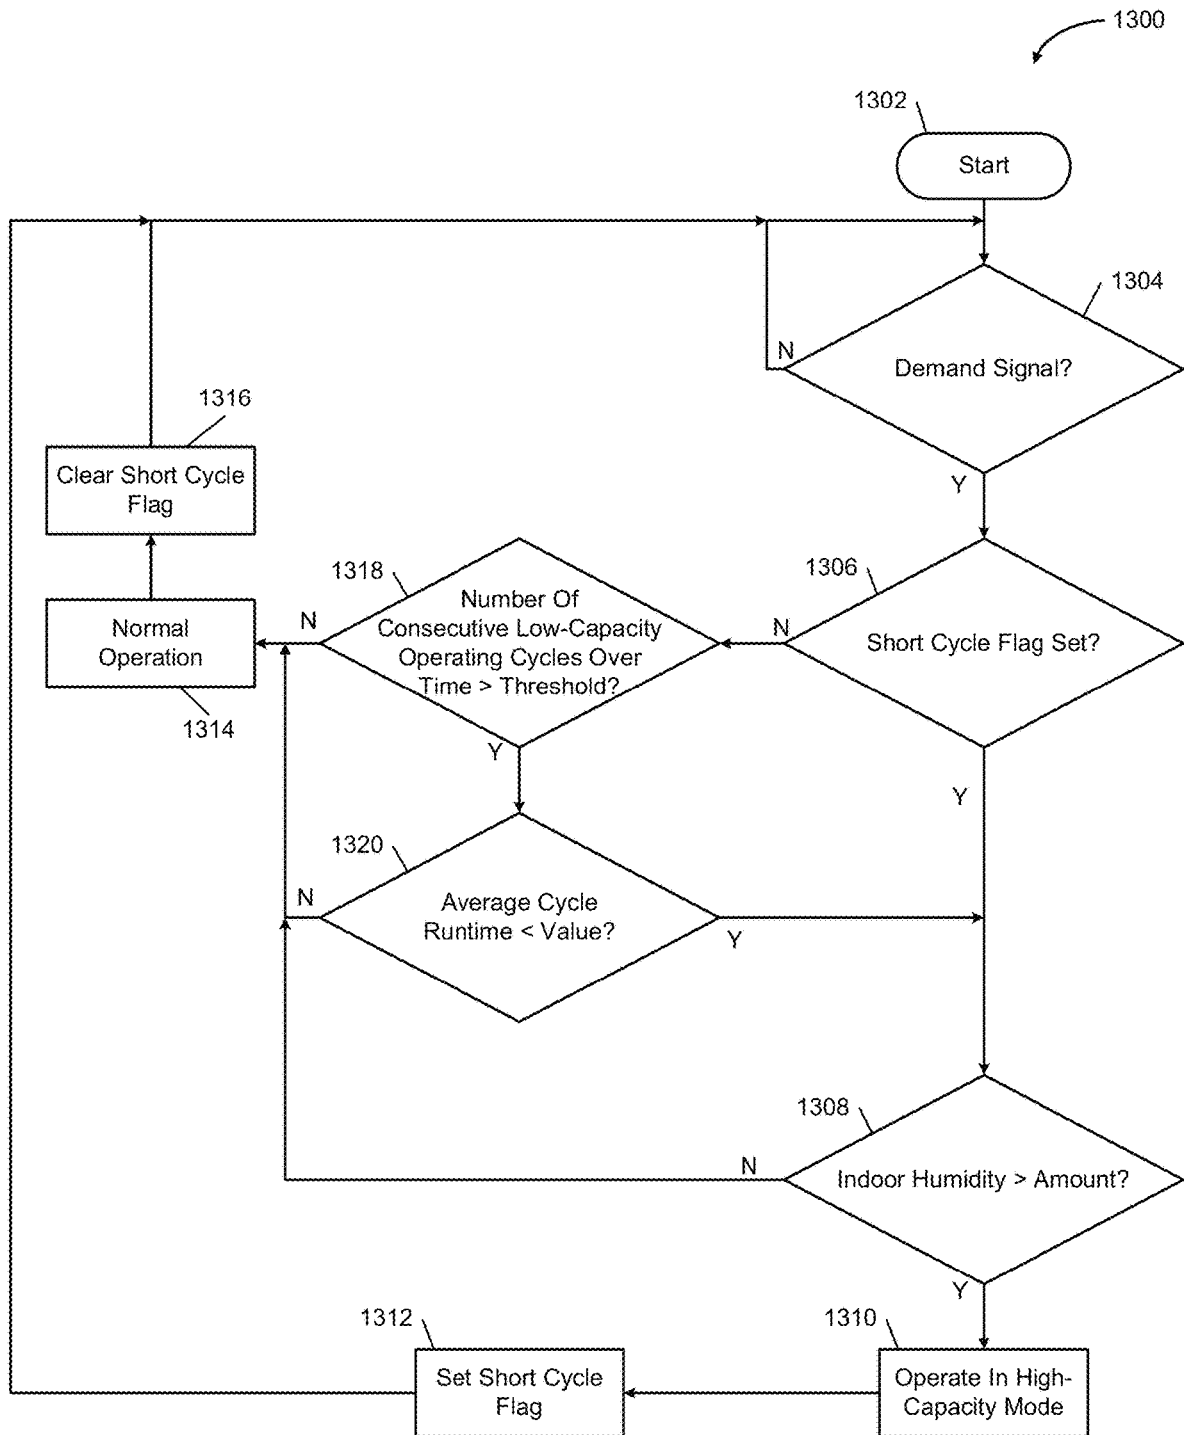 1300
1302
Start
1304
N
Demand Signal?
Y
1316
Clear Short Cycle
Flag
1318
N
Number Of
Consecutive Low-Capacity
Operating Cycles Over
Time > Threshold?
Y
1306
N
Short Cycle Flag Set?
Y
Normal
Operation
1314
1320
N
Average Cycle
Runtime < Value?
Y
1308
N
Indoor Humidity > Amount?
Y
1312
Set Short Cycle
Flag
1310
Operate In High-
Capacity Mode